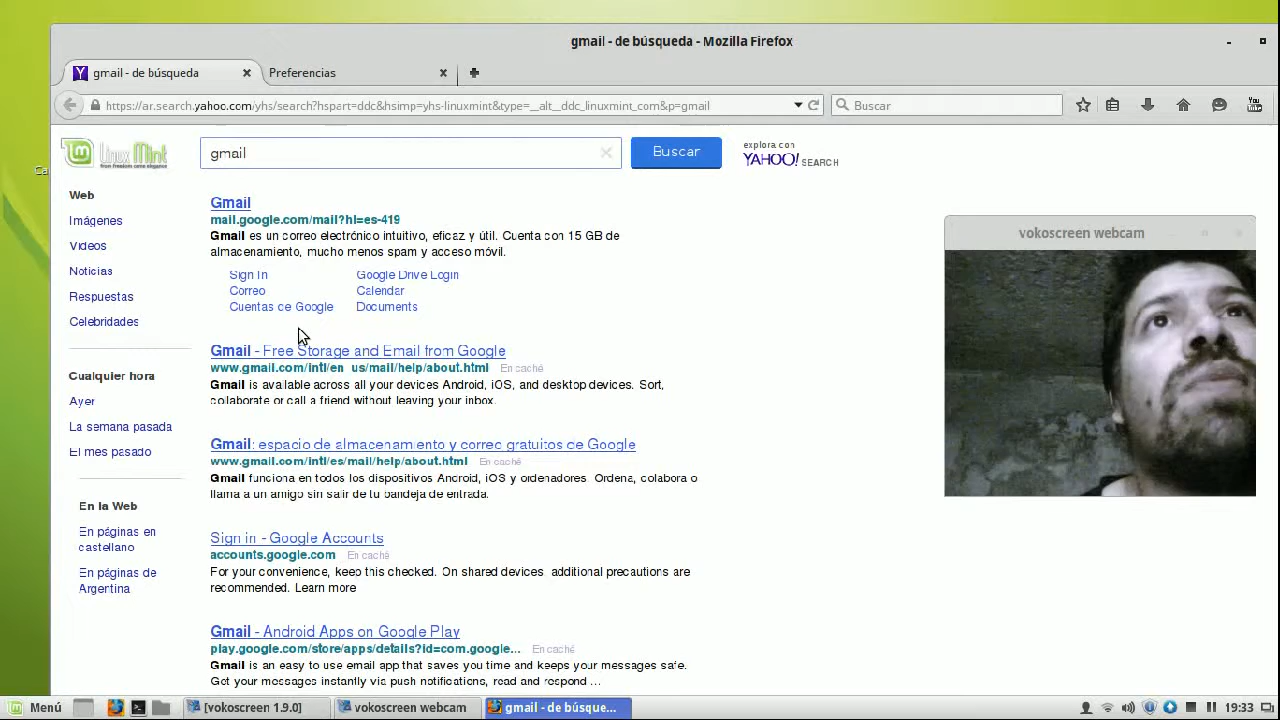 gmail - de búsqueda - Mozilla Firefox
gmail - de búsqueda
Preferencias
https://ar.search.yahoo.com/yhs/search?hspart=ddc&hsimp=yhs-linuxmint&type=__alt__ddc_linuxmint_com&p=gmail
Buscar
You
Linux Mint
from freedom came elegance
gmail
Buscar
explora con
YAHOO! SEARCH
Web
Imágenes
Videos
Noticias
Respuestas
Celebridades
Cualquier hora
Ayer
La semana pasada
El mes pasado
En la Web
En páginas en
castellano
En páginas de
Argentina
Gmail
mail.google.com/mail?hl=es-419
Gmail es un correo electrónico intuitivo, eficaz y útil. Cuenta con 15 GB de
almacenamiento, mucho menos spam y acceso móvil.
Sign In
Google Drive Login
Correo
Calendar
Cuentas de Google
Documents
Gmail - Free Storage and Email from Google
www.gmail.com/intl/en_us/mail/help/about.html En caché
Gmail is available across all your devices Android, iOS, and desktop devices. Sort,
collaborate or call a friend without leaving your inbox.
Gmail: espacio de almacenamiento y correo gratuitos de Google
www.gmail.com/intl/es/mail/help/about.html En caché
Gmail funciona en todos los dispositivos Android, iOS y ordenadores. Ordena, colabora o
llama a un amigo sin salir de tu bandeja de entrada.
Sign in - Google Accounts
accounts.google.com En caché
For your convenience, keep this checked. On shared devices additional precautions are
recommended. Learn more
Gmail - Android Apps on Google Play
play.google.com/store/apps/details?id=com.google... En caché
Gmail is an easy to use email app that saves you time and keeps your messages safe.
Get your messages instantly via push notifications, read and respond ...
vokoscreen webcam
Menú
[vokoscreen 1.9.0]
vokoscreen webcam
gmail - de búsque...
19:33